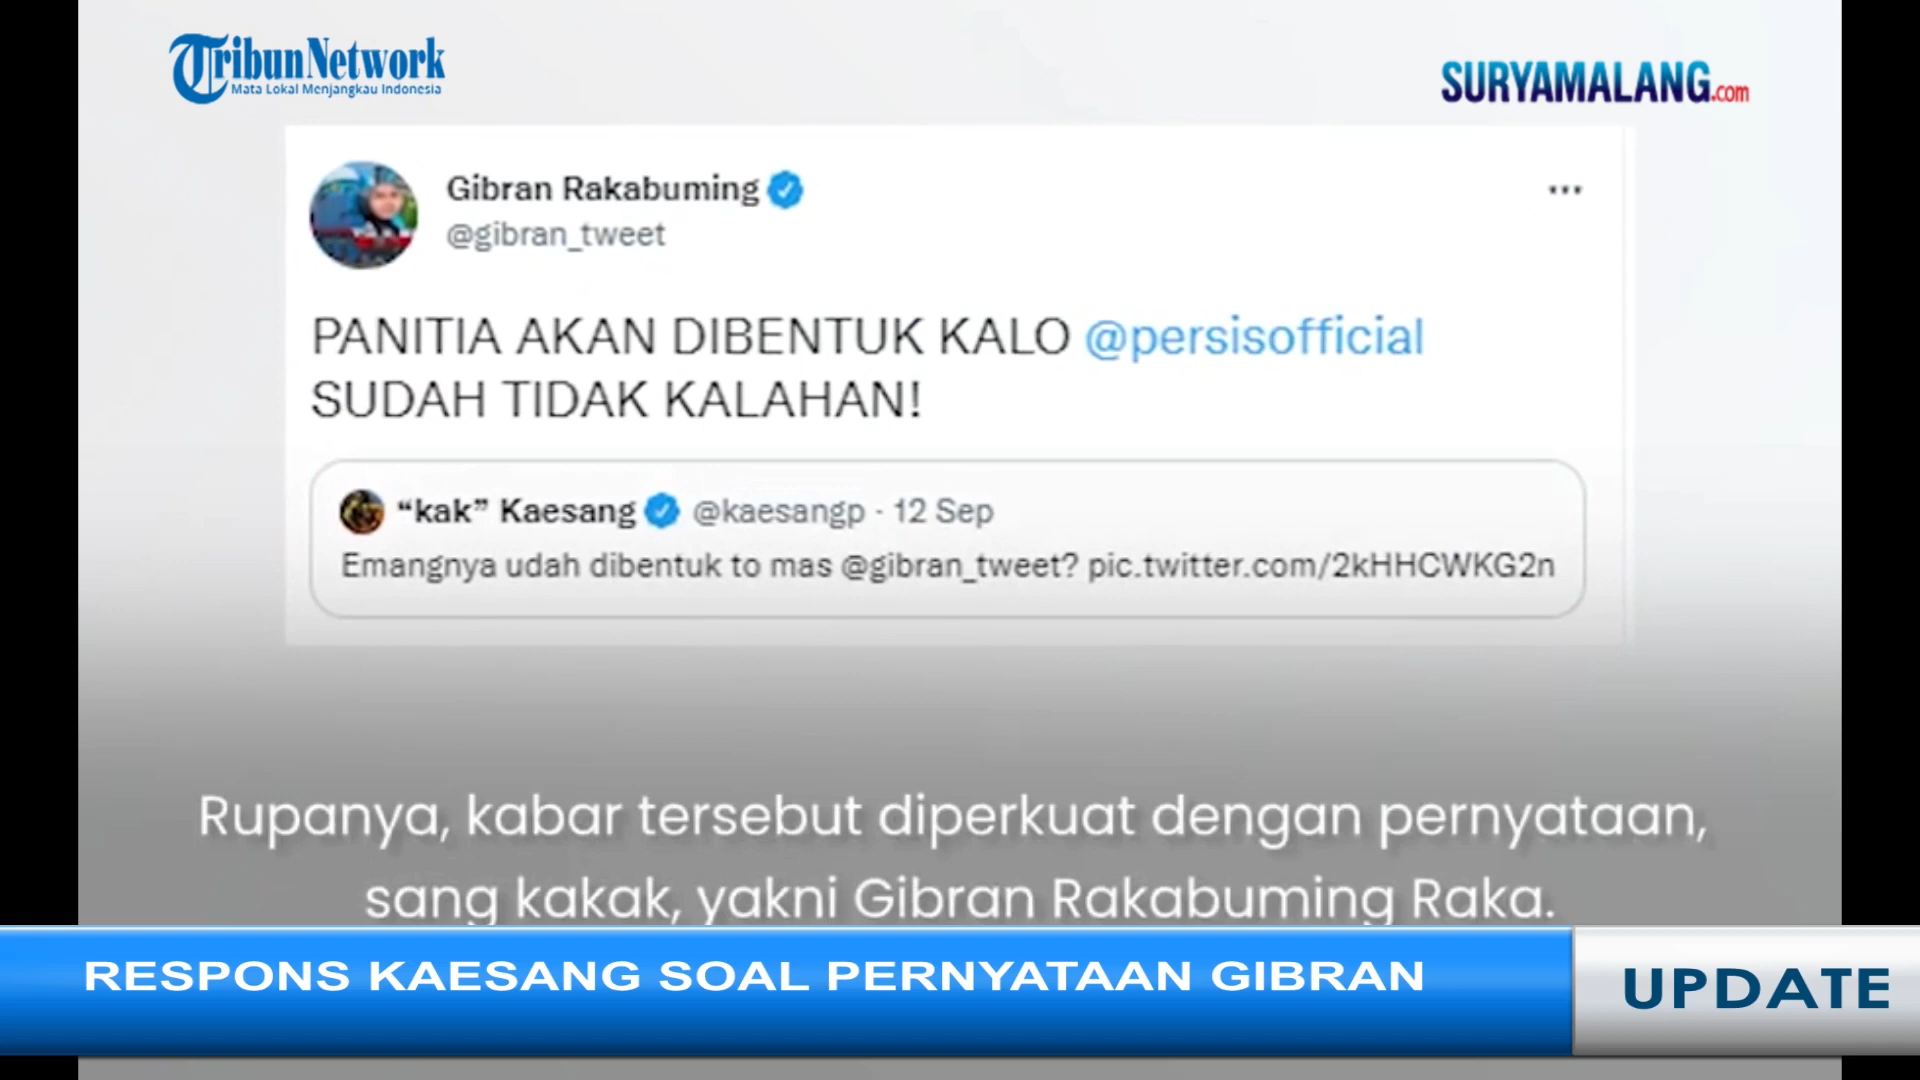 TribunNetwork
Mata Lokal Menjangkau Indonesia
SURYAMALANG.com
Gibran Rakabuming
@gibran_tweet
PANITIA AKAN DIBENTUK KALO @persisofficial
SUDAH TIDAK KALAHAN!
“kak” Kaesang @kaesangp · 12 Sep
Emangnya udah dibentuk to mas @gibran_tweet? pic.twitter.com/2kHHCWKG2n
Rupanya, kabar tersebut diperkuat dengan pernyataan,
sang kakak, yakni Gibran Rakabuming Raka.
RESPONS KAESANG SOAL PERNYATAAN GIBRAN
UPDATE